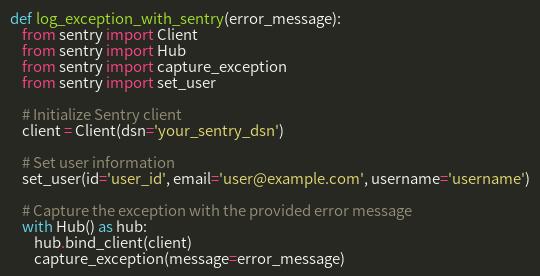 def log_exception_with_sentry(error_message):
from sentry import Client
from sentry import Hub
from sentry import capture_exception
from sentry import set_user
# Initialize Sentry client
client = Client(dsn='your_sentry_dsn')
# Set user information
set_user(id='user_id', email='user@example.com', username='username')
# Capture the exception with the provided error message
with Hub() as hub:
hub.bind_client(client)
capture_exception(message=error_message)